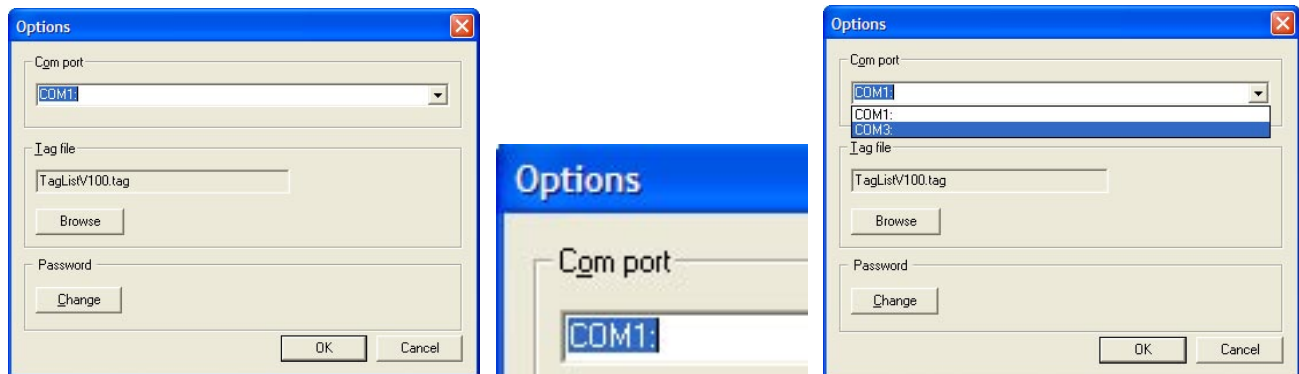 Options
Com port
COM1:
Tag file
TagListV100.tag
Browse
Password
Change
OK Cancel
Options
Com port
COM1:
Options
Com port
COM1:
COM1:
COM3:
Tag file
TagListV100.tag
Browse
Password
Change
OK Cancel